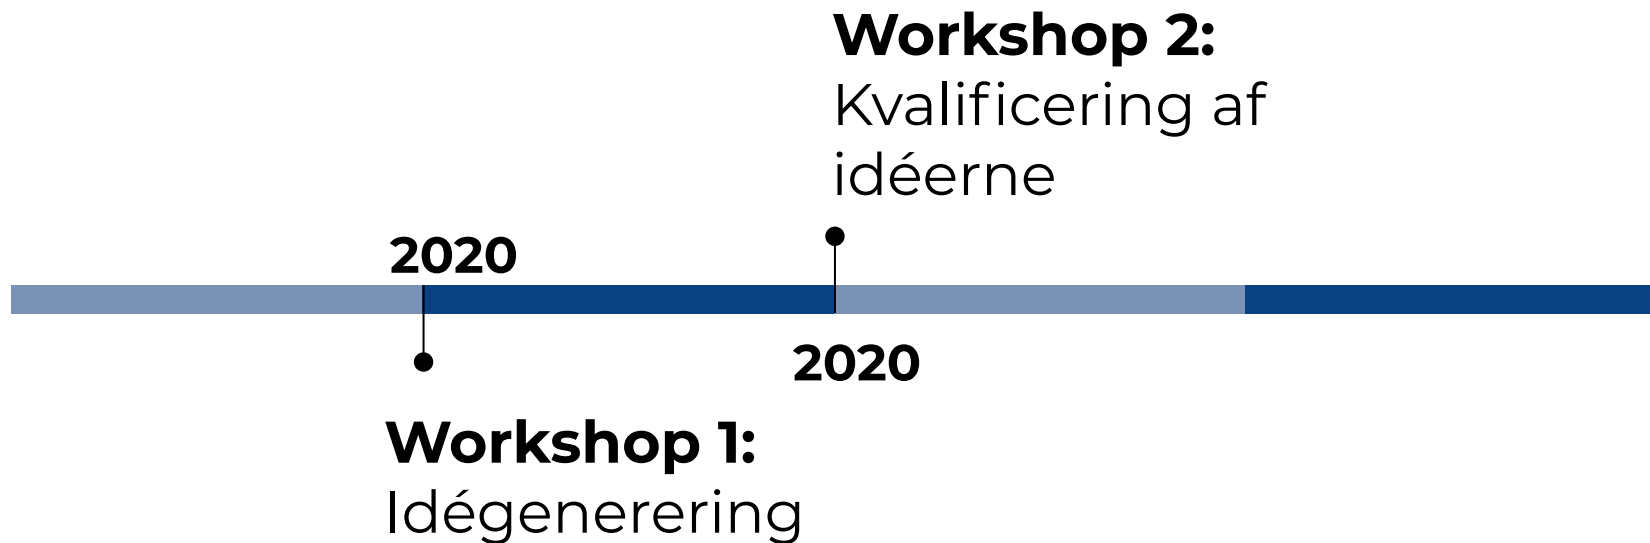 Workshop 2:
Kvalificering af
idéerne
2020
2020
Workshop 1:
Idégenerering